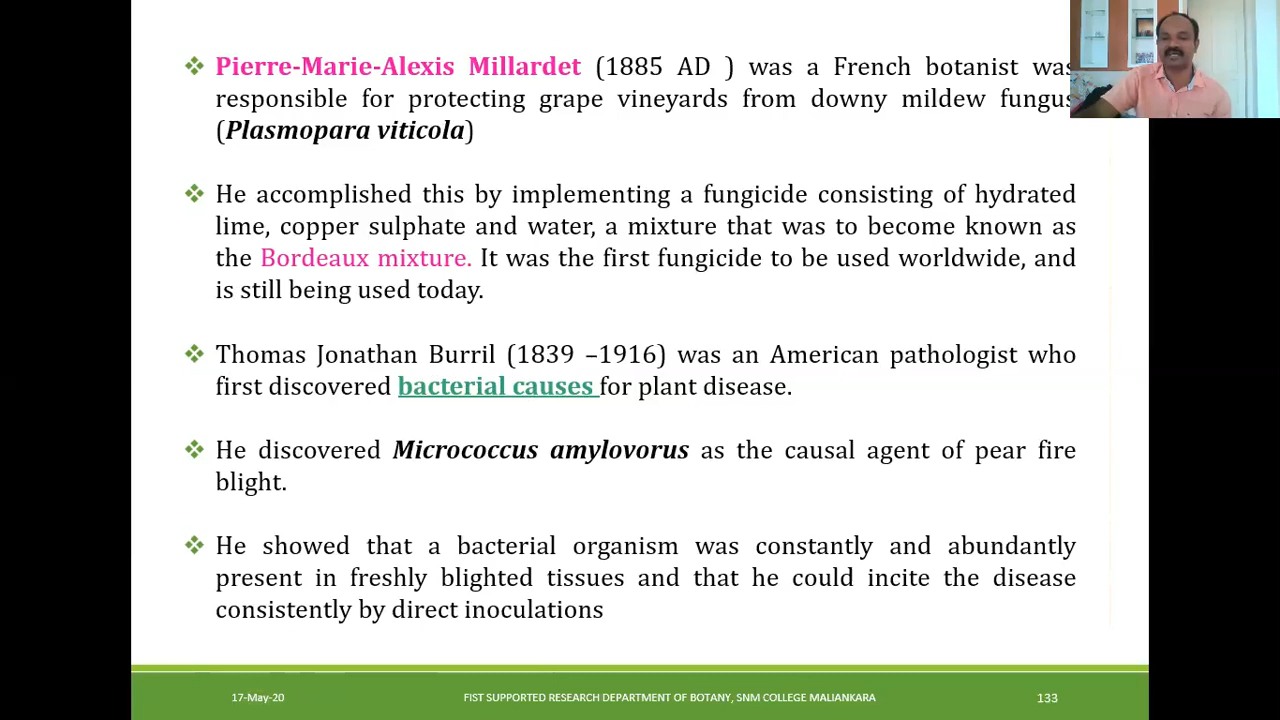 Pierre-Marie-Alexis Millardet (1885 AD ) was a French botanist was
responsible for protecting grape vineyards from downy mildew fungus
(Plasmopara viticola)
He accomplished this by implementing a fungicide consisting of hydrated
lime, copper sulphate and water, a mixture that was to become known as
the Bordeaux mixture. It was the first fungicide to be used worldwide, and
is still being used today.
Thomas Jonathan Burril (1839 –1916) was an American pathologist who
first discovered bacterial causes for plant disease.
He discovered Micrococcus amylovorus as the causal agent of pear fire
blight.
He showed that a bacterial organism was constantly and abundantly
present in freshly blighted tissues and that he could incite the disease
consistently by direct inoculations
17-May-20 FIST SUPPORTED RESEARCH DEPARTMENT OF BOTANY, SNM COLLEGE MALIANKARA 133